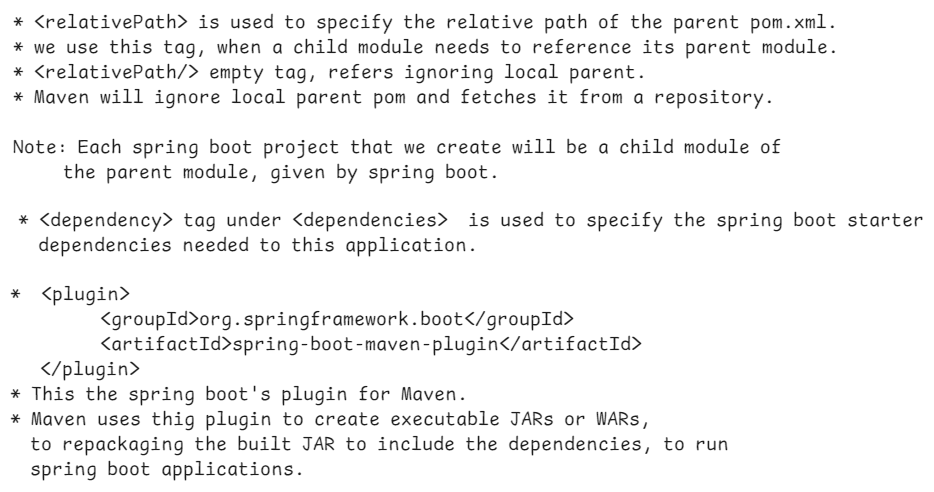 * <relativePath> is used to specify the relative path of the parent pom.xml.
* we use this tag, when a child module needs to reference its parent module.
* <relativePath/> empty tag, refers ignoring local parent.
* Maven will ignore local parent pom and fetches it from a repository.
Note: Each spring boot project that we create will be a child module of
the parent module, given by spring boot.
* <dependency> tag under <dependencies> is used to specify the spring boot starter
dependencies needed to this application.
* <plugin>
<groupId>org.springframework.boot</groupId>
<artifactId>spring-boot-maven-plugin</artifactId>
</plugin>
* This the spring boot's plugin for Maven.
* Maven uses thig plugin to create executable JARs or WARs,
to repackaging the built JAR to include the dependencies, to run
spring boot applications.